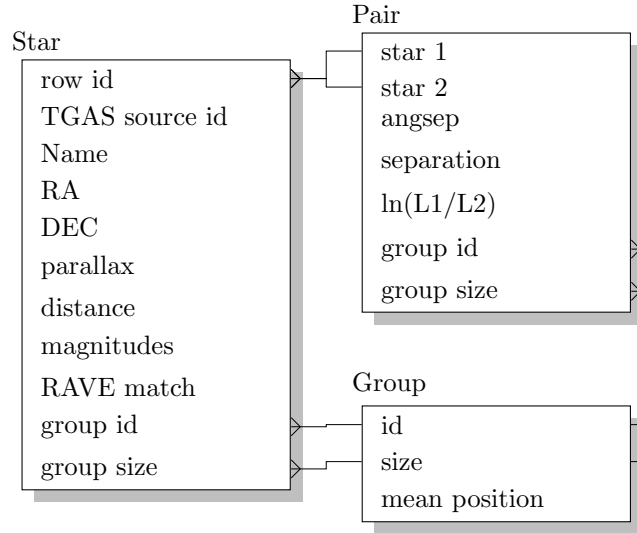 Star
row id
TGAS source id
Name
RA
DEC
parallax
distance
magnitudes
RAVE match
group id
group size
Pair
star 1
star 2
angsep
separation
ln(L1/L2)
group id
group size
Group
id
size
mean position